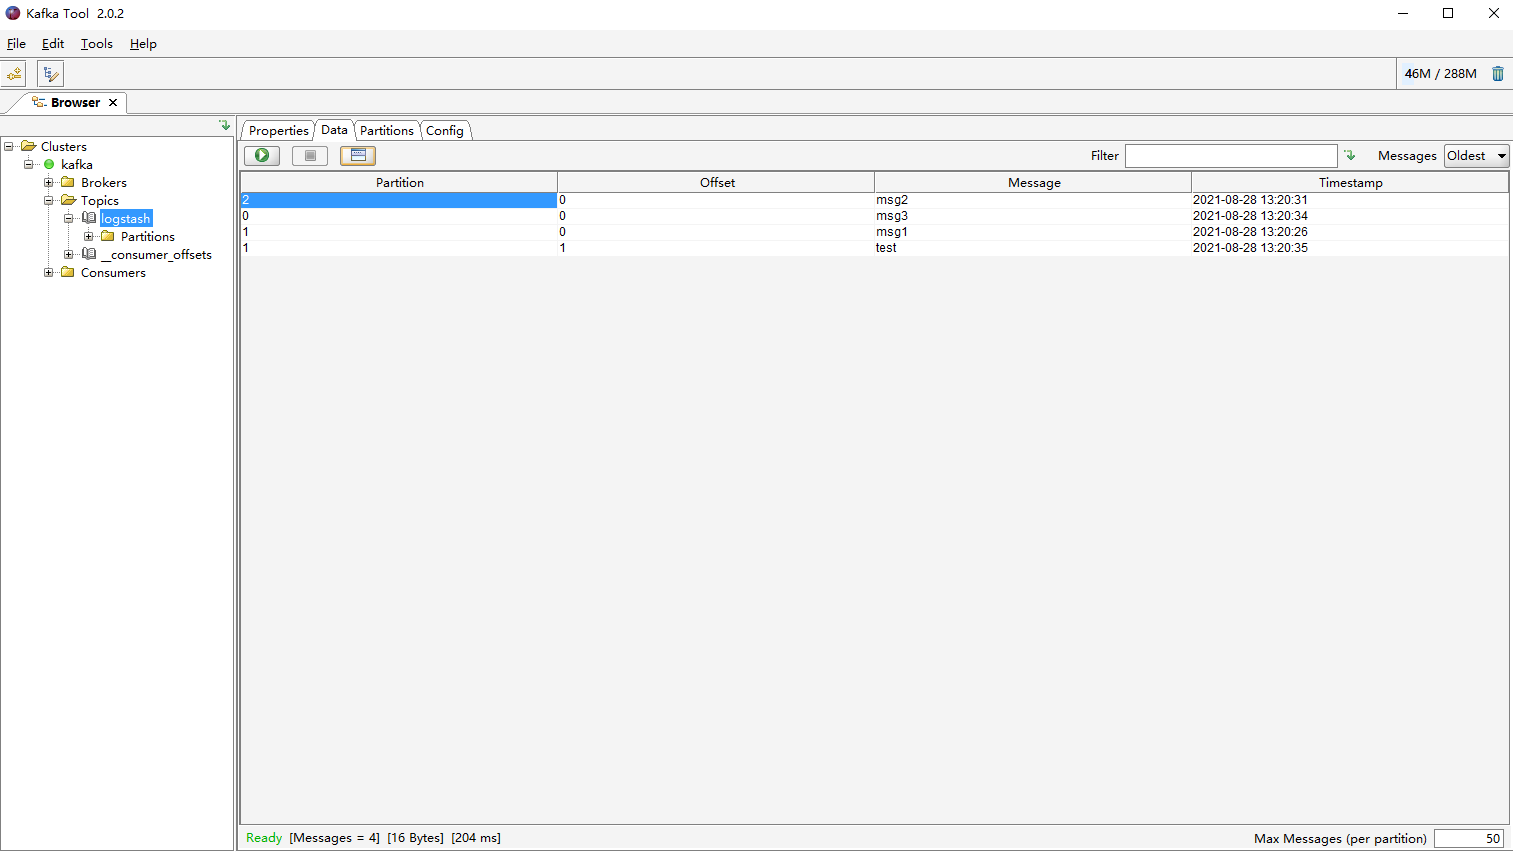 Kafka Tool 2.0.2
File Edit Tools Help
46M / 288M
Browser
Clusters
kafka
Brokers
Topics
logstash
Partitions
__consumer_offsets
Consumers
Properties Data Partitions Config
Filter Messages Oldest
Partition Offset Message Timestamp
2 0 msg2 2021-08-28 13:20:31
0 0 msg3 2021-08-28 13:20:34
1 0 msg1 2021-08-28 13:20:26
1 1 test 2021-08-28 13:20:35
Ready [Messages = 4] [16 Bytes] [204 ms]
Max Messages (per partition) 50